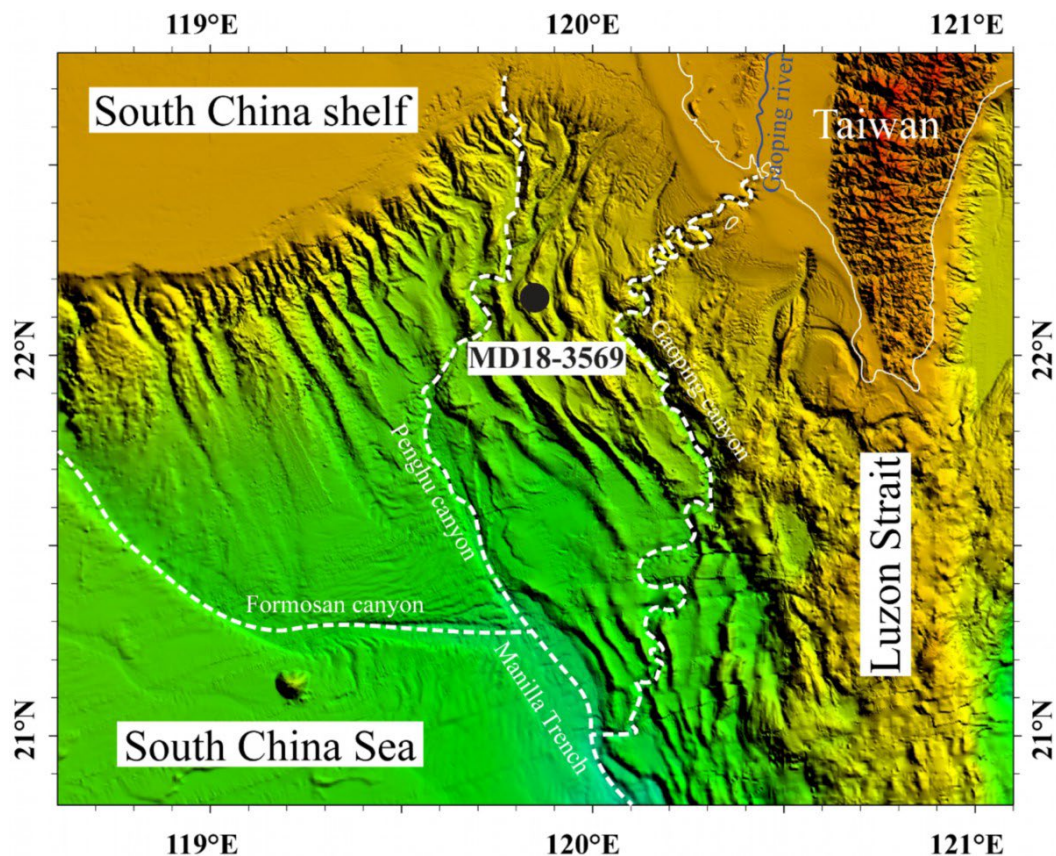 119°E 120°E 121°E
South China shelf
Gaoping river
Taiwan
22°N
22°N
MD18-3569
Gaoping canyon
Penghu canyon
Luzon Strait
Formosan canyon
Manilla Trench
21°N
21°N
South China Sea
119°E 120°E 121°E